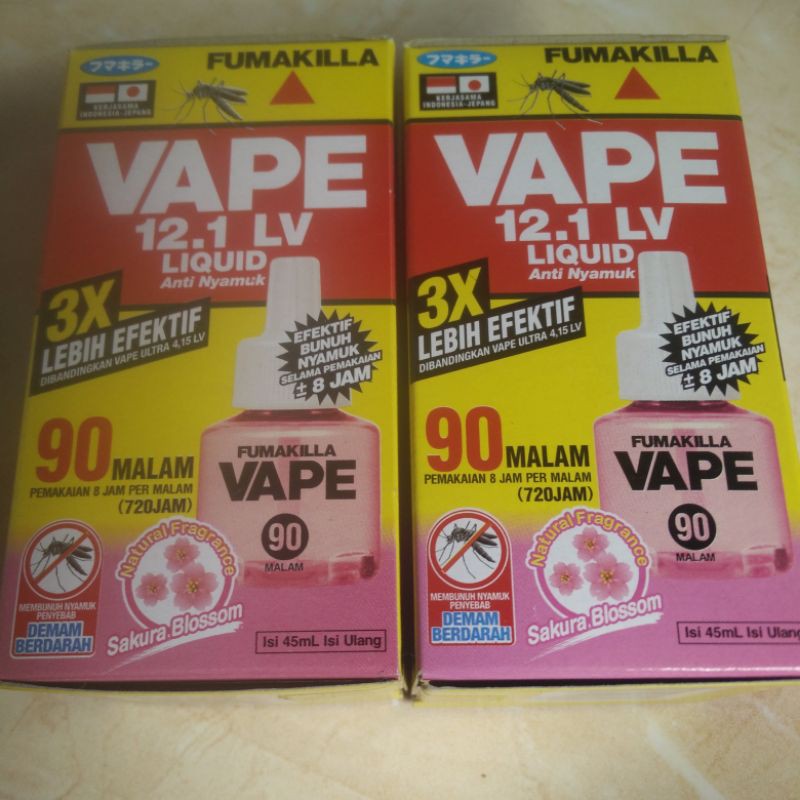 フマキラー
FUMAKILLA
KERJASAMA
INDONESIA-JEPANG
VAPE
12.1 LV
LIQUID
Anti Nyamuk
3X
LEBIH EFEKTIF
DIBANDINGKAN VAPE ULTRA 4,15 LV
EFEKTIF
BUNUH
NYAMUK
SELAMA PEMAKAIAN
± 8 JAM
90 MALAM
PEMAKAIAN 8 JAM PER MALAM
(720JAM)
FUMAKILLA
VAPE
90
MALAM
MEMBUNUH NYAMUK
PENYEBAB
DEMAM
BERDARAH
Natural Fragrance
Sakura Blossom
Isi 45mL Isi Ulang
フマキラー
FUMAKILLA
KERJASAMA
INDONESIA-JEPANG
VAPE
12.1 LV
LIQUID
Anti Nyamuk
3X
LEBIH EFEKTIF
DIBANDINGKAN VAPE ULTRA 4,15 LV
EFEKTIF
BUNUH
NYAMUK
SELAMA PEMAKAIAN
± 8 JAM
90 MALAM
PEMAKAIAN 8 JAM PER MALAM
(720JAM)
FUMAKILLA
VAPE
90
MALAM
MEMBUNUH NYAMUK
PENYEBAB
DEMAM
BERDARAH
Natural Fragrance
Sakura Blossom
Isi 45mL Isi Ulang